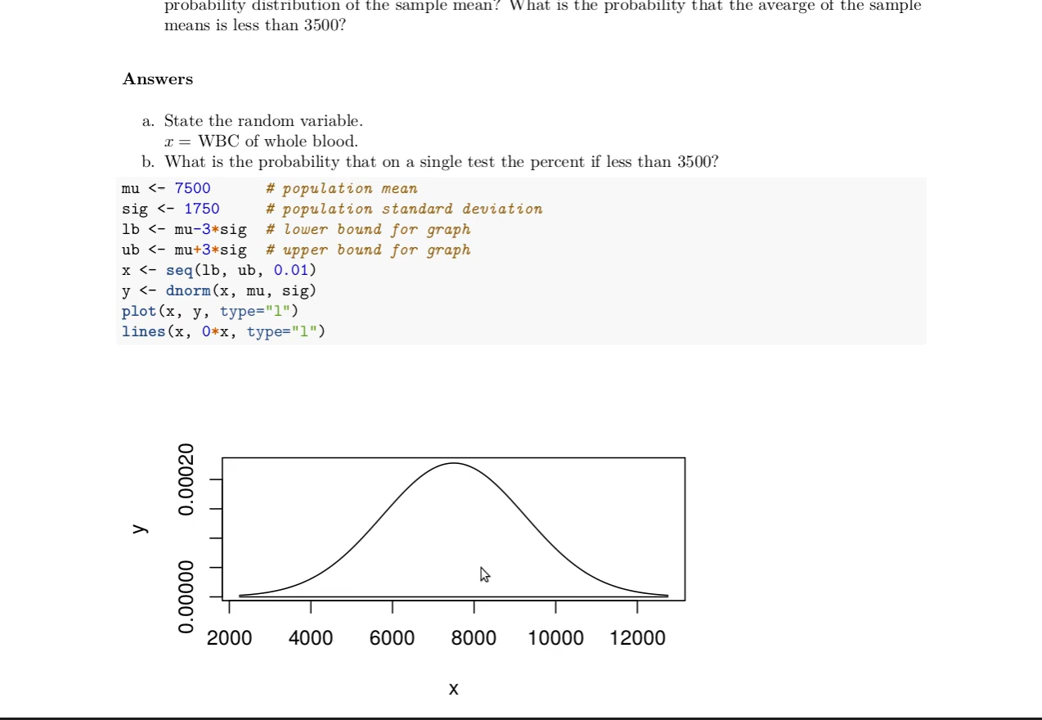 probability distribution of the sample mean? What is the probability that the avearge of the sample
means is less than 3500?
Answers
a. State the random variable.
x = WBC of whole blood.
b. What is the probability that on a single test the percent if less than 3500?
mu <- 7500 # population mean
sig <- 1750 # population standard deviation
lb <- mu-3*sig # lower bound for graph
ub <- mu+3*sig # upper bound for graph
x <- seq(lb, ub, 0.01)
y <- dnorm(x, mu, sig)
plot(x, y, type="l")
lines(x, 0*x, type="l")
0.00020
y
0.00000
2000 4000 6000 8000 10000 12000
x